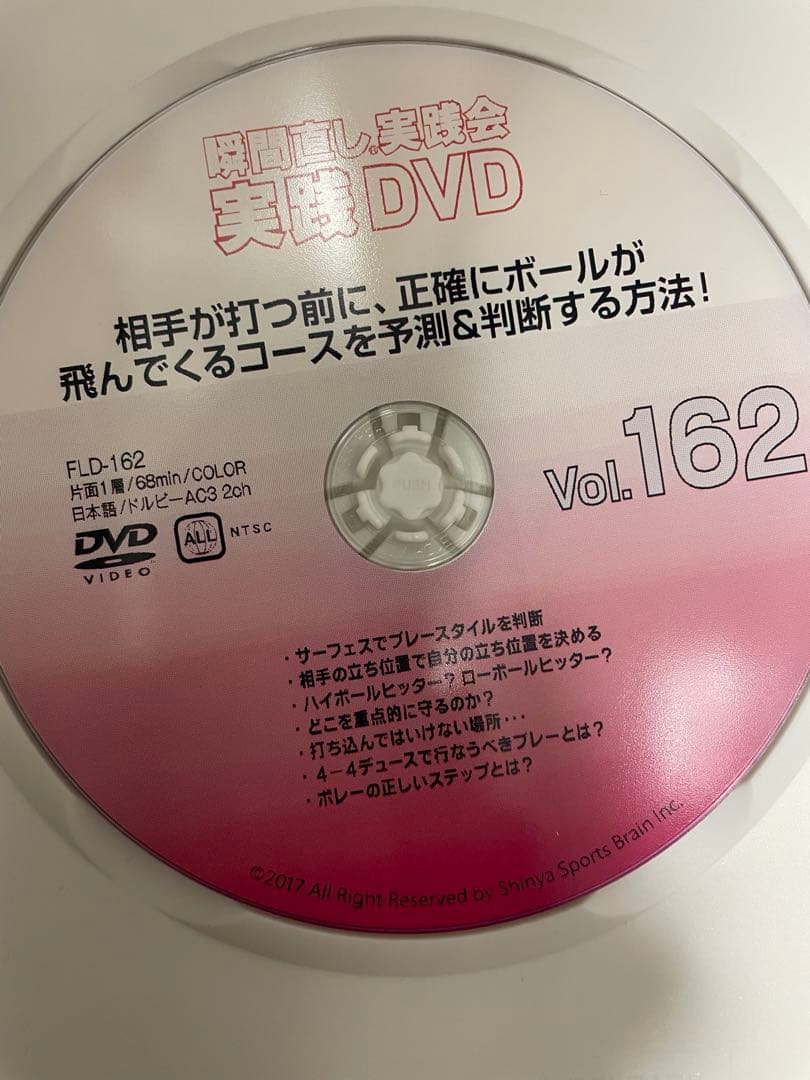 瞬間直し®実践会
実践DVD
相手が打つ前に、正確にボールが
飛んでくるコースを予測&判断する方法！
Vol.162
FLD-162
片面1層/68min/COLOR
日本語/ドルビーAC3 2ch
DVD
VIDEO
ALL
NTSC
PUSH
・サーフェスでプレースタイルを判断
・相手の立ち位置で自分の立ち位置を決める
・ハイボールヒッター？ローボールヒッター？
・どこを重点的に守るのか？
・打ち込んではいけない場所・・・
・4－4デュースで行なうべきプレーとは？
・ボレーの正しいステップとは？
©2017 All Right Reserved by Shinya Sports Brain Inc.